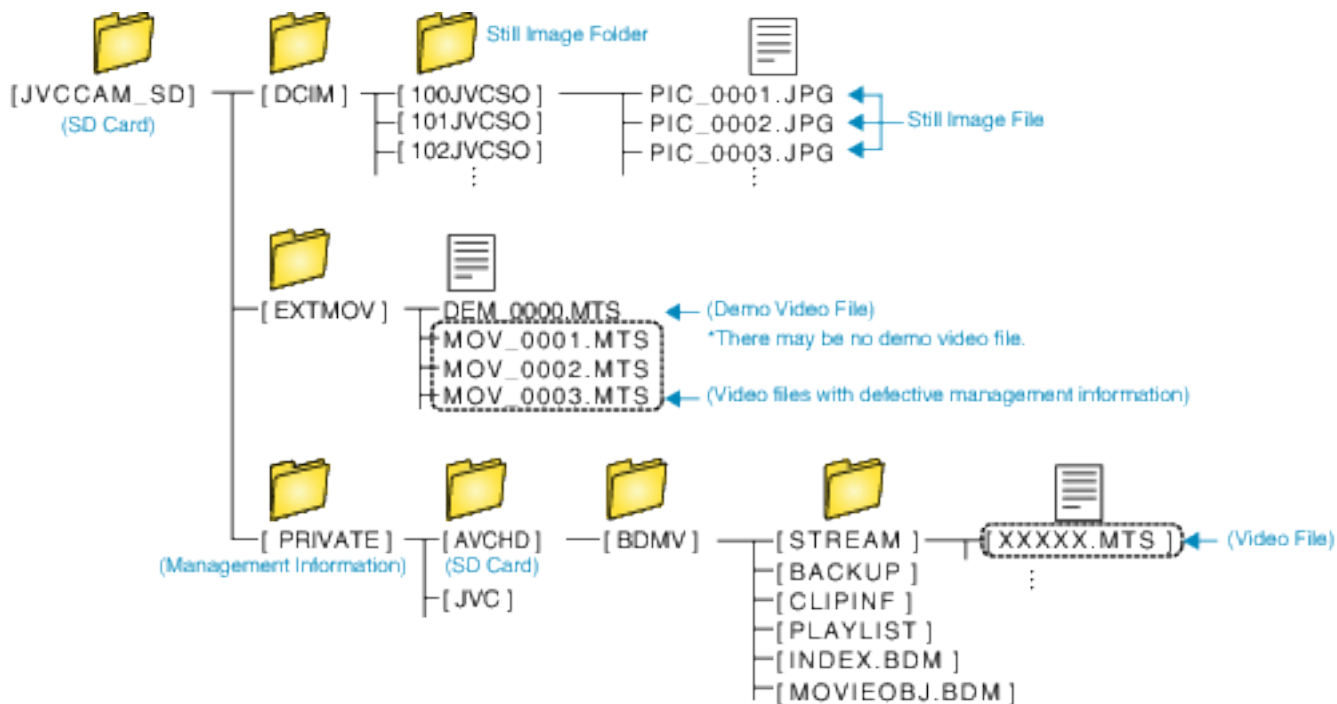 Still Image Folder
[JVCCAM_SD]
(SD Card)
[DCIM]
[100JVCSO]
[101JVCSO]
[102JVCSO]
PIC_0001.JPG
PIC_0002.JPG
PIC_0003.JPG
Still Image File
[EXTMOV]
DEM_0000.MTS
(Demo Video File)
MOV_0001.MTS
*There may be no demo video file.
MOV_0002.MTS
MOV_0003.MTS
(Video files with defective management information)
[PRIVATE]
(Management Information)
[AVCHD]
(SD Card)
[JVC]
[BDMV]
[STREAM]
[BACKUP]
[CLIPINF]
[PLAYLIST]
[INDEX.BDM]
[MOVIEOBJ.BDM]
[XXXXX.MTS]
(Video File)